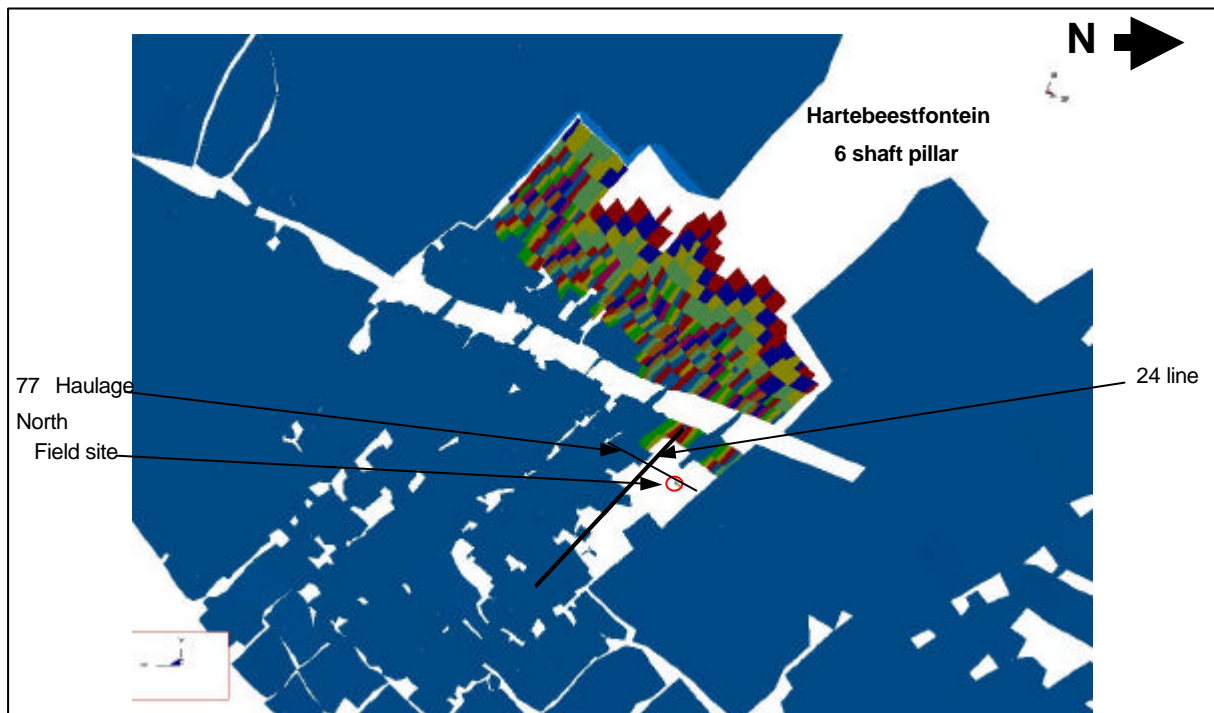 N
Hartebeestfontein
6 shaft pillar
77 Haulage
North
Field site
24 line